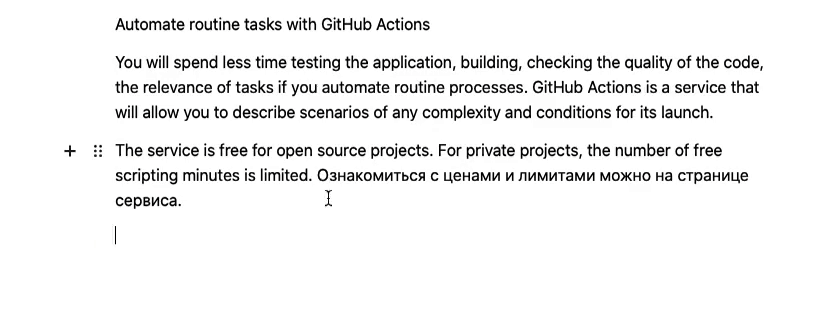 Automate routine tasks with GitHub Actions
You will spend less time testing the application, building, checking the quality of the code,
the relevance of tasks if you automate routine processes. GitHub Actions is a service that
will allow you to describe scenarios of any complexity and conditions for its launch.
The service is free for open source projects. For private projects, the number of free
scripting minutes is limited. Ознакомиться с ценами и лимитами можно на странице
сервиса.